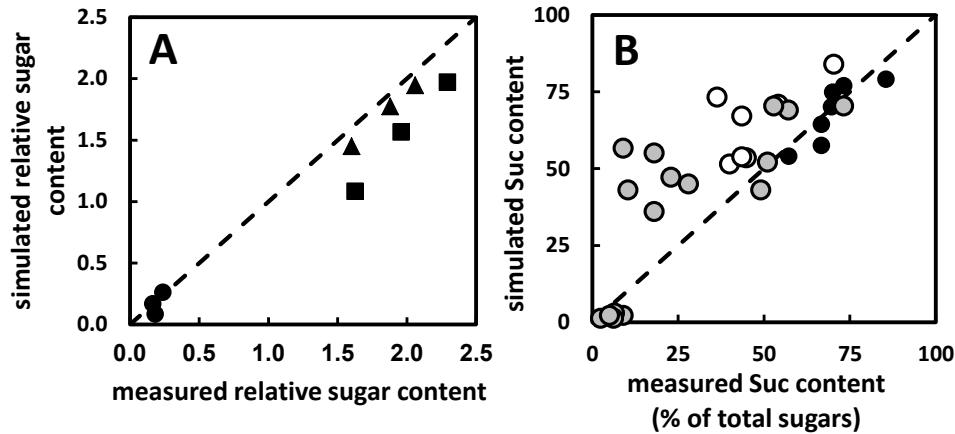 A
simulated relative sugar
content
2.5
2.0
1.5
1.0
0.5
0.0
0.0 0.5 1.0 1.5 2.0 2.5
measured relative sugar content
B
simulated Suc content
100
75
50
25
0
0 25 50 75 100
measured Suc content
(% of total sugars)